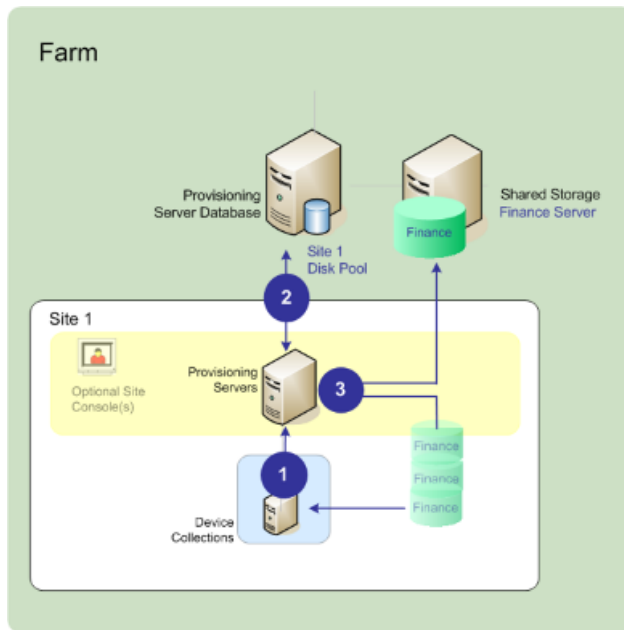 Farm
Provisioning
Server Database
Shared Storage
Finance Server
Finance
Site 1
Disk Pool
2
Site 1
Optional Site
Console(s)
Provisioning
Servers
3
Finance
Finance
Finance
1
Device
Collections